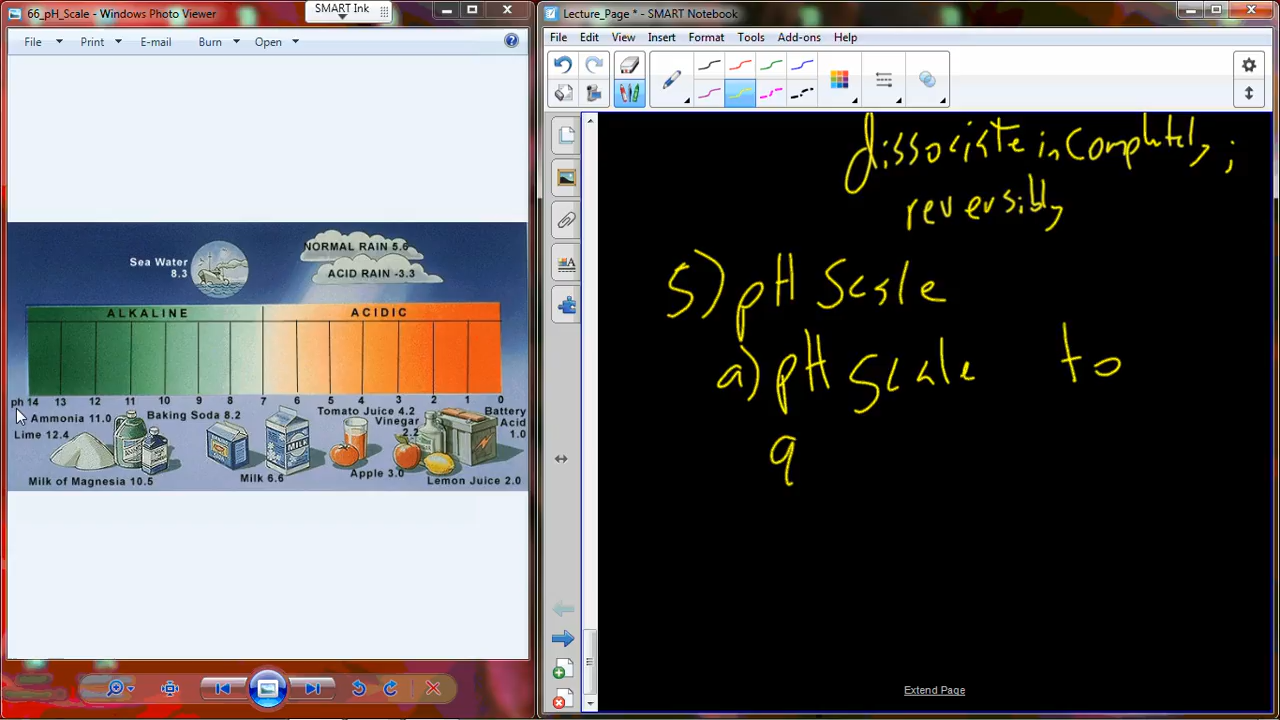 66_pH_Scale - Windows Photo Viewer
SMART Ink
File Print E-mail Burn Open
Sea Water
8.3
NORMAL RAIN 5.6
ACID RAIN -3.3
ALKALINE ACIDIC
ph 14 13 12 11 10 9 8 7 6 5 4 3 2 1 0
Ammonia 11.0
Lime 12.4
Baking Soda 8.2
Tomato Juice 4.2
Vinegar
2.2
Battery
Acid
1.0
MILK
Milk of Magnesia 10.5
Milk 6.6
Apple 3.0
Lemon Juice 2.0
Lecture_Page * - SMART Notebook
File Edit View Insert Format Tools Add-ons Help
dissociate incompletely;
reversibly
5) pH Scale
a) pH scale to
9
Extend Page